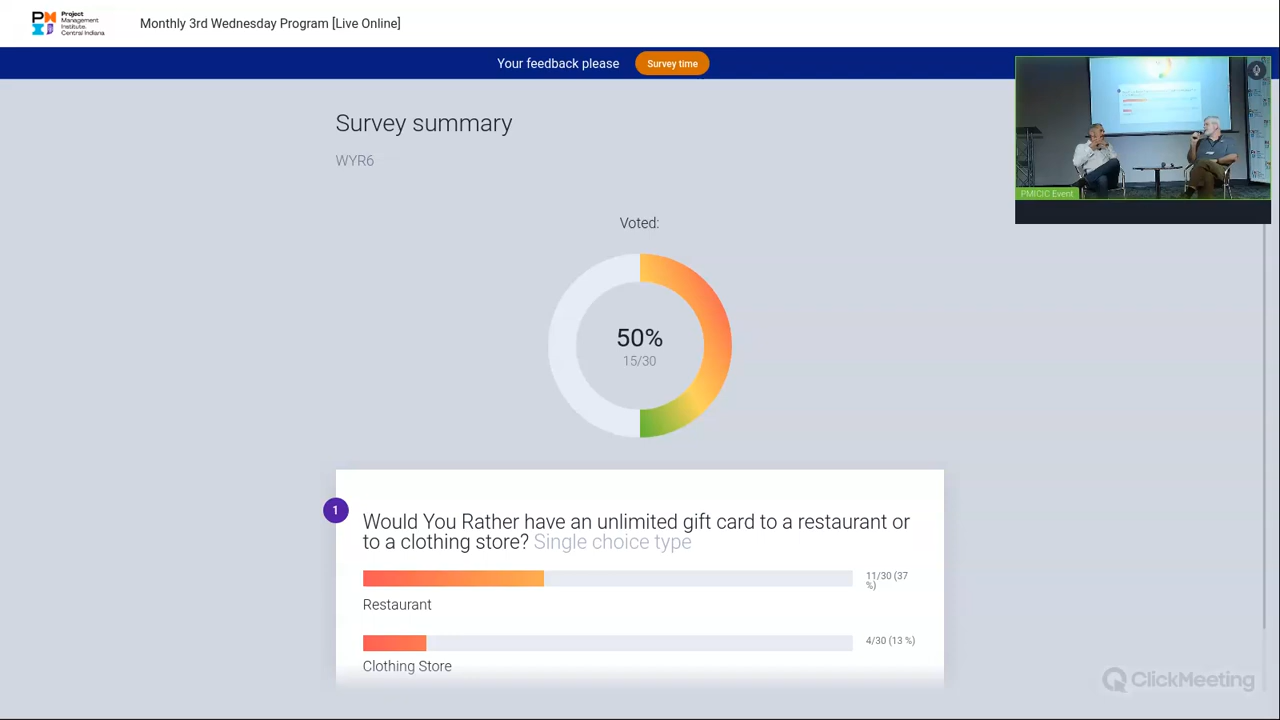 Project
Management
Institute.
Central Indiana
Monthly 3rd Wednesday Program [Live Online]
Your feedback please
Survey time
Survey summary
WYR6
PMICIC Event
Voted:
50%
15/30
1
Would You Rather have an unlimited gift card to a restaurant or
to a clothing store? Single choice type
11/30 (37
%)
Restaurant
4/30 (13 %)
Clothing Store
ClickMeeting